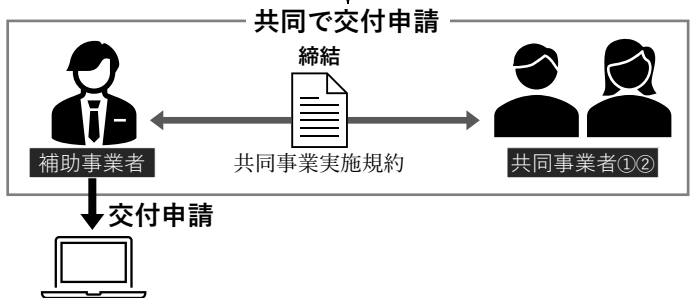 共同で交付申請
締結
補助事業者
共同事業実施規約
共同事業者①②
交付申請